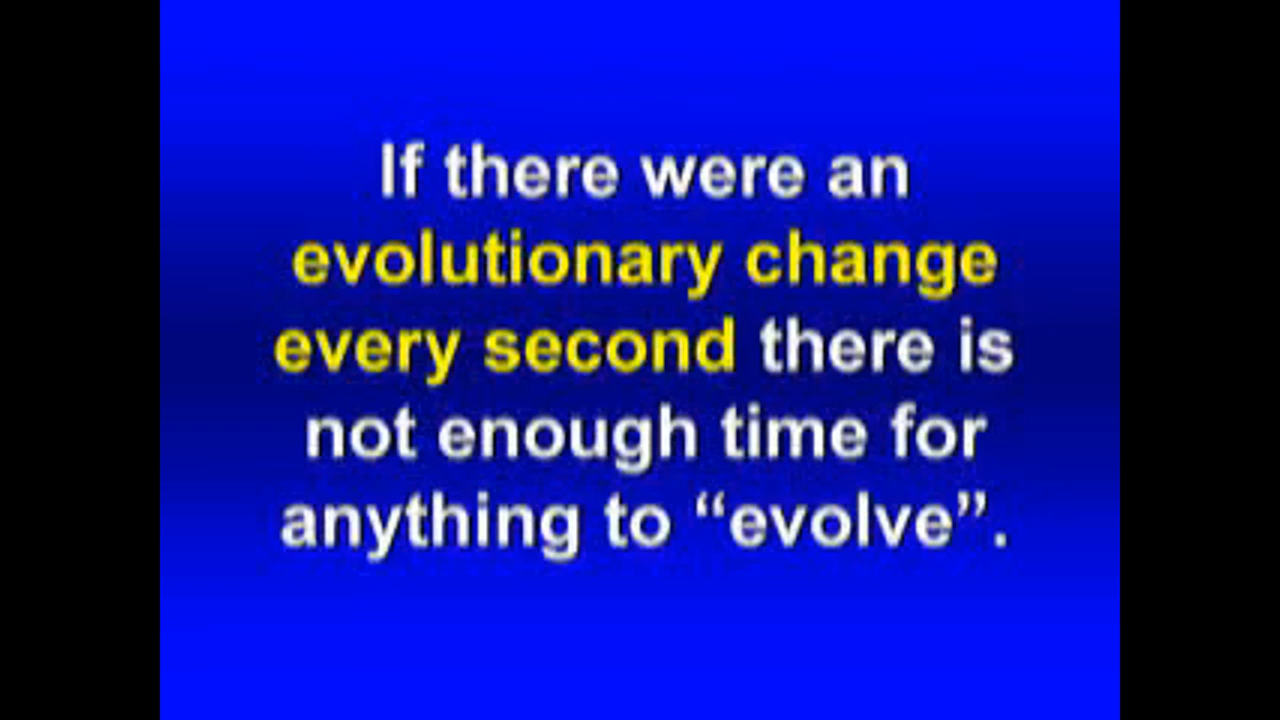 If there were an
evolutionary change
every second there is
not enough time for
anything to “evolve”.